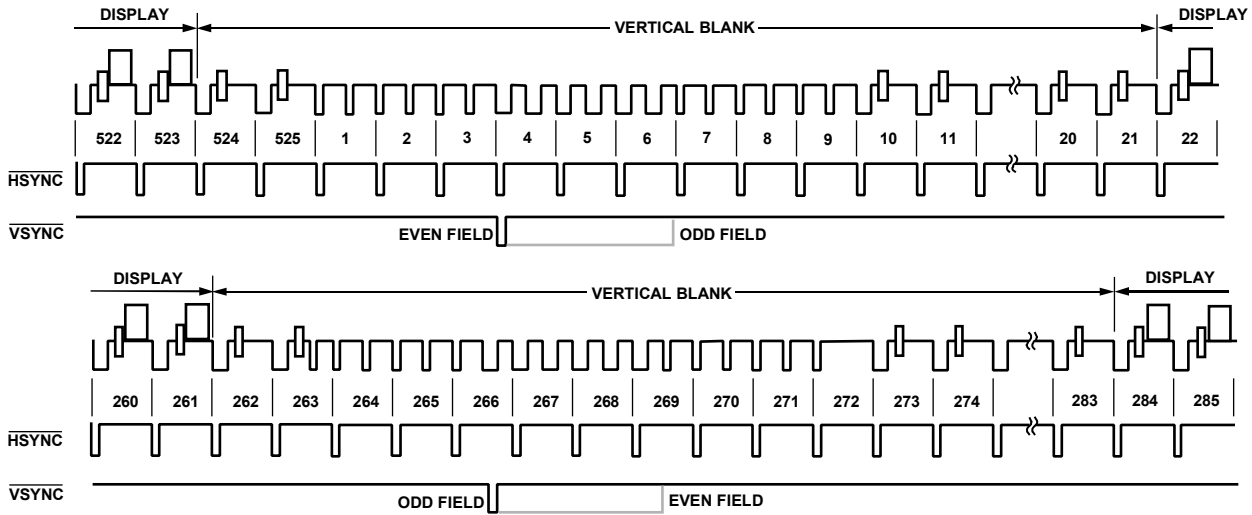 DISPLAY VERTICAL BLANK DISPLAY
522 523 524 525 1 2 3 4 5 6 7 8 9 10 11 20 21 22
HSYNC
VSYNC
EVEN FIELD ODD FIELD
DISPLAY VERTICAL BLANK DISPLAY
260 261 262 263 264 265 266 267 268 269 270 271 272 273 274 283 284 285
HSYNC
VSYNC
ODD FIELD EVEN FIELD